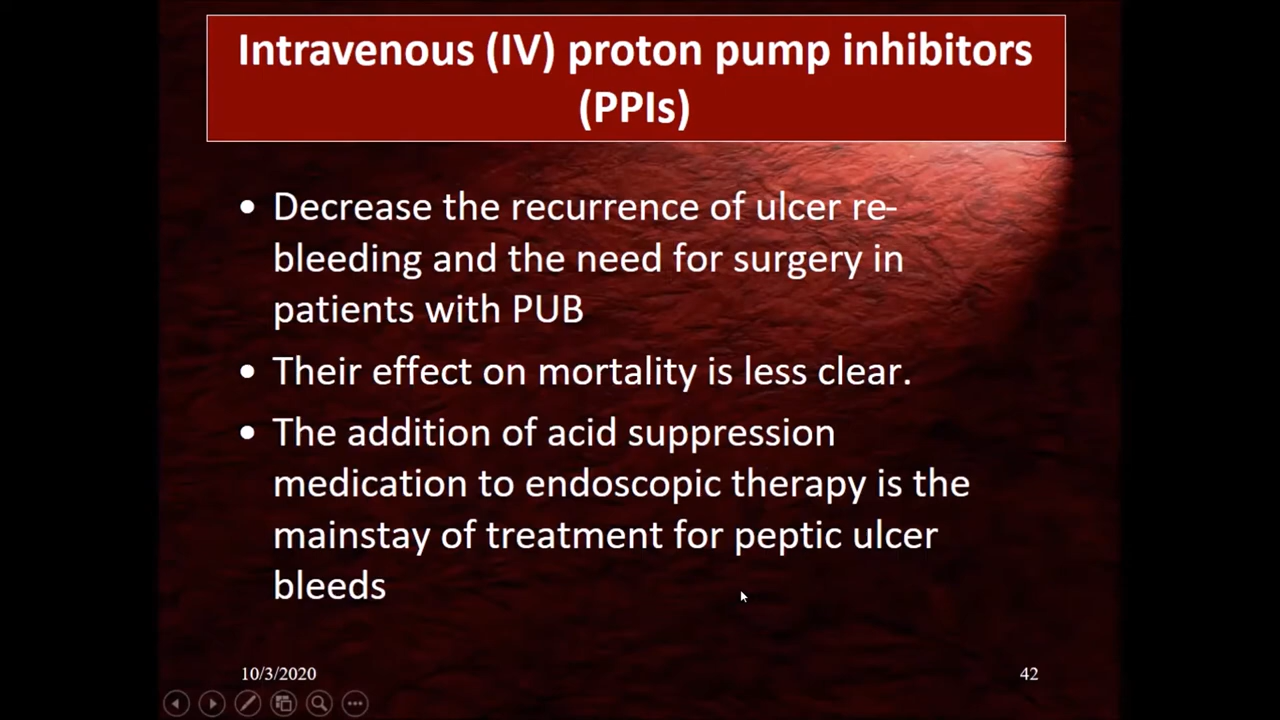 Intravenous (IV) proton pump inhibitors
(PPIs)
• Decrease the recurrence of ulcer re-
bleeding and the need for surgery in
patients with PUB
• Their effect on mortality is less clear.
• The addition of acid suppression
medication to endoscopic therapy is the
mainstay of treatment for peptic ulcer
bleeds
10/3/2020
42